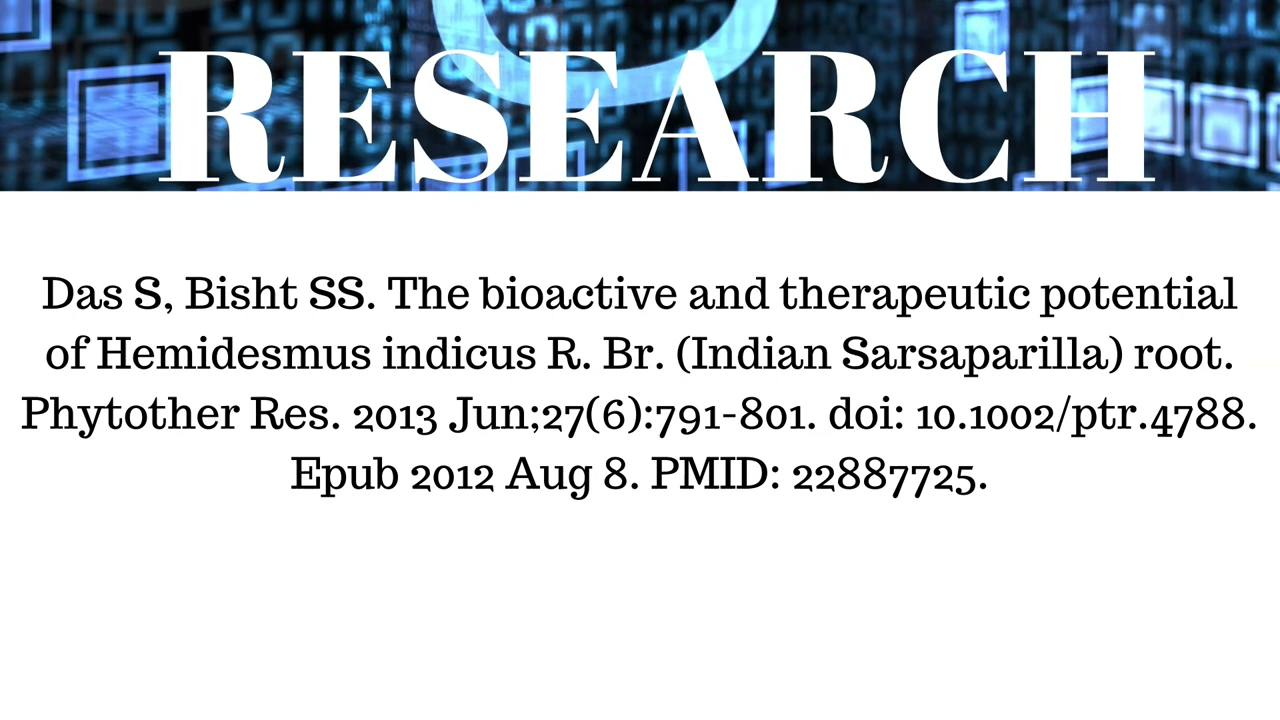 RESEARCH
Das S, Bisht SS. The bioactive and therapeutic potential
of Hemidesmus indicus R. Br. (Indian Sarsaparilla) root.
Phytother Res. 2013 Jun;27(6):791-801. doi: 10.1002/ptr.4788.
Epub 2012 Aug 8. PMID: 22887725.